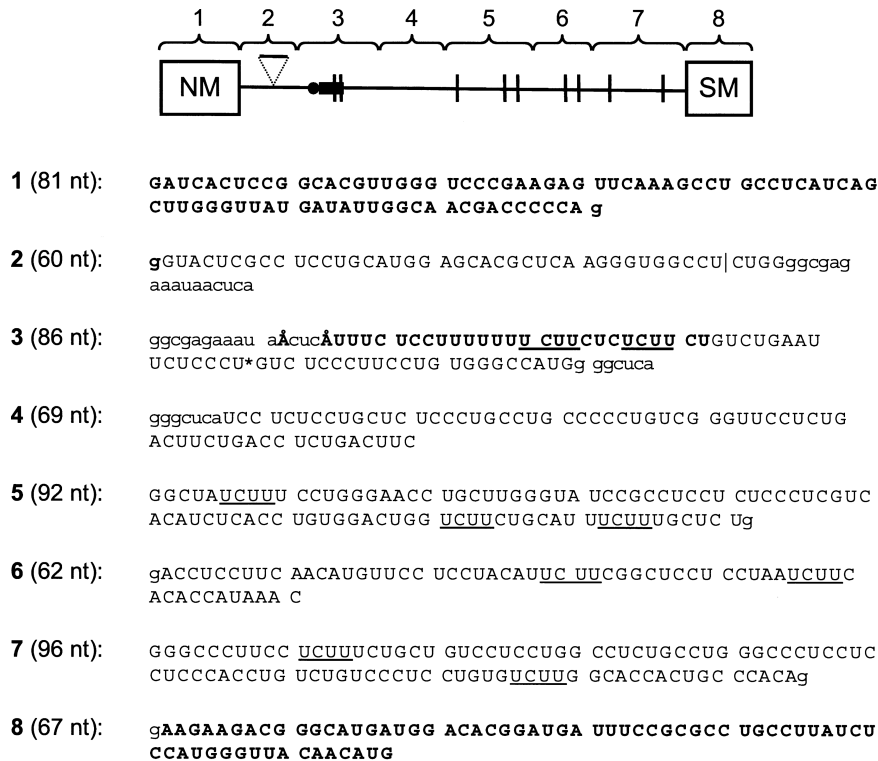 1 2 3 4 5 6 7 8
NM SM
1 (81 nt): GAUCACUCCG GCACGUUGGG UCCCGAAGAG UUCAAAGCCU GCCUCAUCAG
CUUGGGUUAU GAUAUUGGCA ACGACCCCCA g
2 (60 nt): gGUACUCGCC UCCUGCAUGG AGCACGCUCA AGGGUGGCCU|CUGGggcgag
aaauaacuca
3 (86 nt): ggcgagaaau aÅcucÅUUUC UCCUUUUUUU CUUCUCUCUU CUGUCUGAAU
UCUCCCU*GUC UCCCUUCCUG UGGGCCAUGg ggcuca
4 (69 nt): gggcucaUCC UCUCCUGCUC UCCCUGCCUG CCCCCUGUCG GGUUCCUCUG
ACUUCUGACC UCUGACUUC
5 (92 nt): GGCUAUCUUU CCUGGGAACC UGCUUGGGUA UCCGCCUCCU CUCCCUCGUC
ACAUCUCACC UGUGGACUGG UCUUCUGCAU UUCUUUGCUC Ug
6 (62 nt): gACCUCCUUC AACAUGUUCC UCCUACAUUC UUCGGCUCCU CCUAAUCUUC
ACACCAUAAA C
7 (96 nt): GGGCCCUUCC UCUUUCUGCU GUCCUCCUGG CCUCUGCCUG GGCCCUCCUC
CUCCCACCUG UCUGUCCCUC CUGUGUCUUG GCACCACUGC CCACAg
8 (67 nt): gAAGAAGACG GGCAUGAUGG ACACGGAUGA UUUCCGCGCC UGCCUUAUCU
CCAUGGGUUA CAACAUG